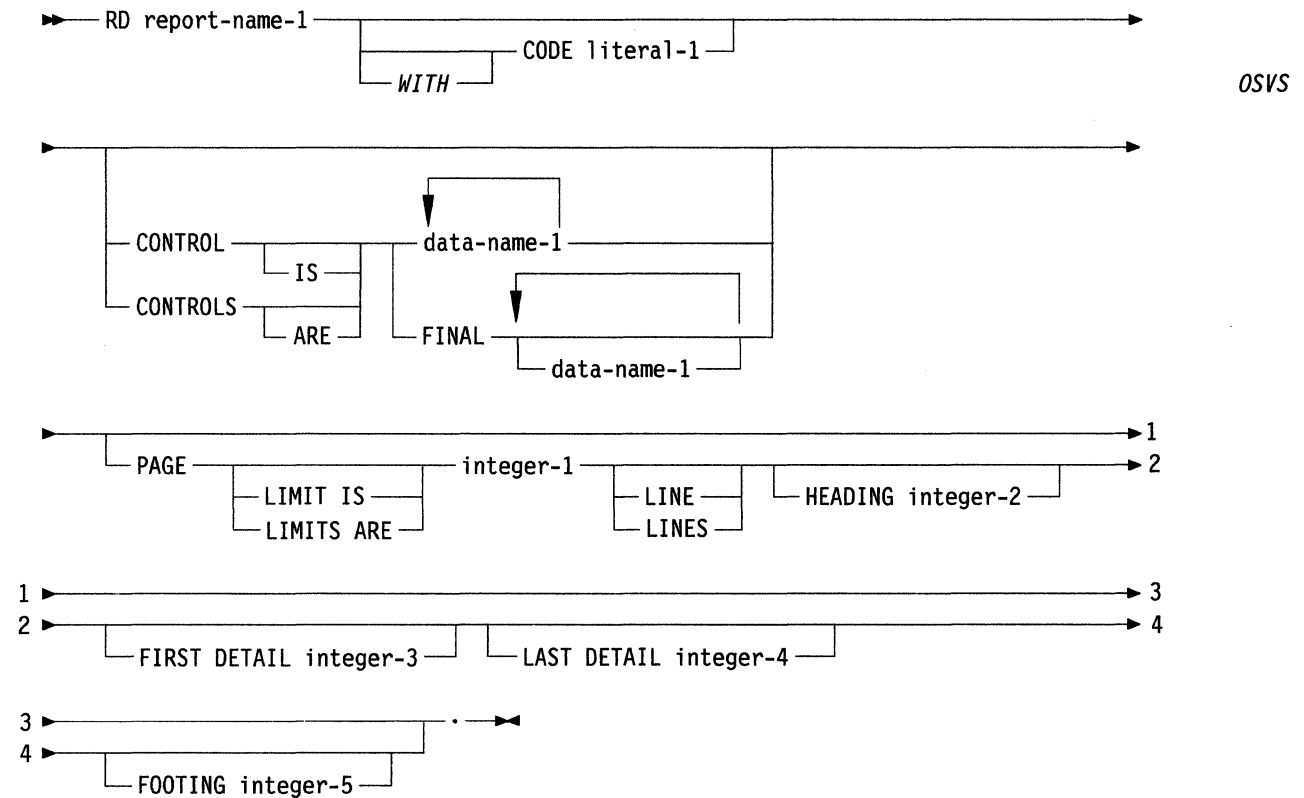 RD report-name-1
CODE literal-1
WITH
OSVS
CONTROL
data-name-1
IS
CONTROLS
ARE
FINAL
data-name-1
1
PAGE
integer-1
2
LIMIT IS
LINE
HEADING integer-2
LIMITS ARE
LINES
1
3
2
4
FIRST DETAIL integer-3
LAST DETAIL integer-4
3
.
4
FOOTING integer-5